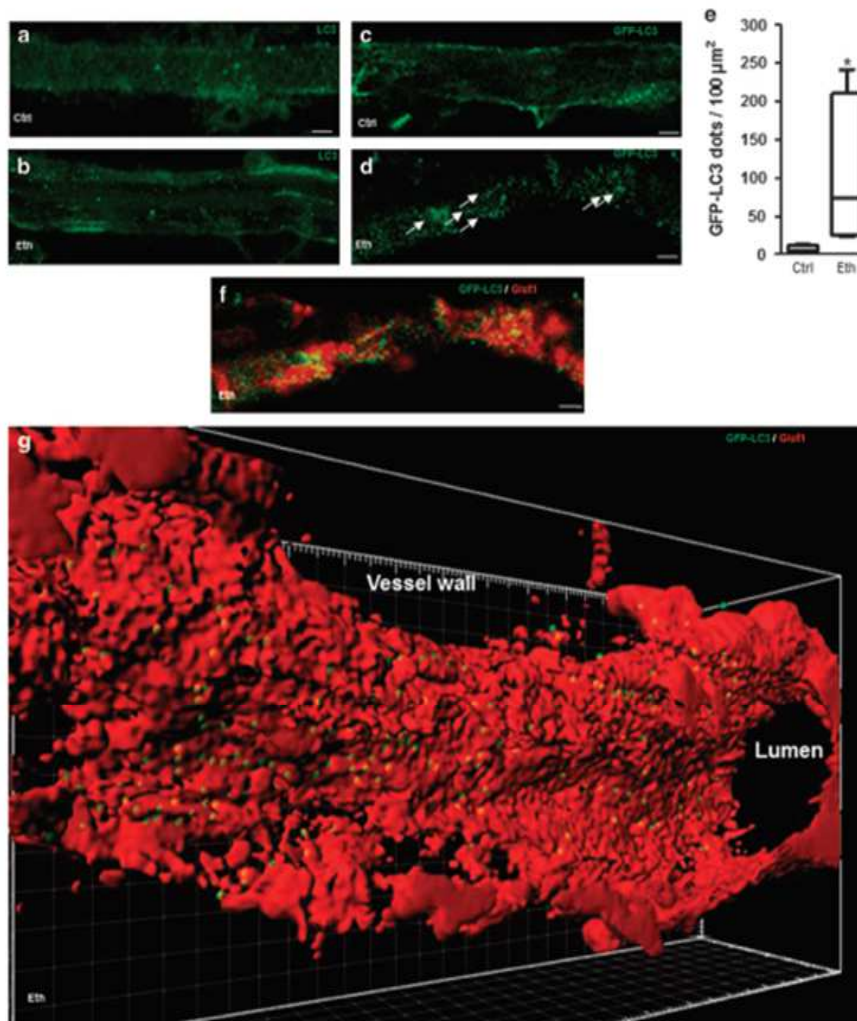 a
LC3
Ctrl
b
LC3
Eth
c
GFP-LC3
Ctrl
d
GFP-LC3
Eth
e
GFP-LC3 dots / 100 µm²
300
250
200
150
100
50
0
*
Ctrl
Eth
f
GFP-LC3 / Glut1
Eth
g
GFP-LC3 / Glut1
Vessel wall
Lumen
Eth